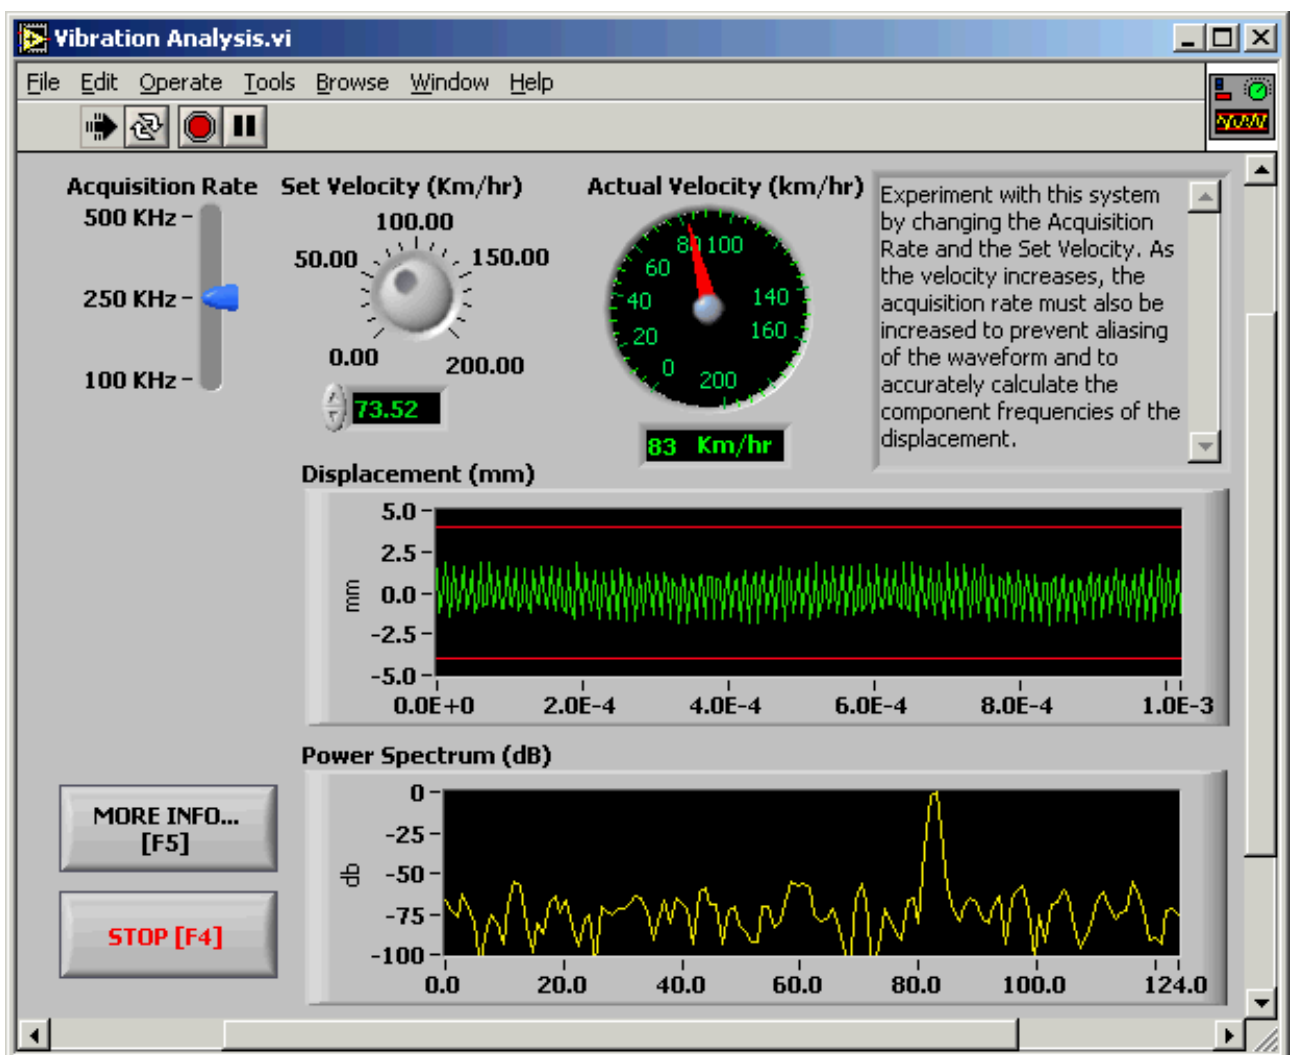 Vibration Analysis.vi
File Edit Operate Tools Browse Window Help
Acquisition Rate
500 KHz
250 KHz
100 KHz
Set Velocity (Km/hr)
100.00
50.00
150.00
0.00
200.00
73.52
Actual Velocity (km/hr)
80 100
60
40
140
20
160
0
200
83 Km/hr
Experiment with this system
by changing the Acquisition
Rate and the Set Velocity. As
the velocity increases, the
acquisition rate must also be
increased to prevent aliasing
of the waveform and to
accurately calculate the
component frequencies of the
displacement.
Displacement (mm)
5.0
2.5
0.0
-2.5
-5.0
mm
0.0E+0 2.0E-4 4.0E-4 6.0E-4 8.0E-4 1.0E-3
Power Spectrum (dB)
0
-25
-50
-75
-100
db
0.0 20.0 40.0 60.0 80.0 100.0 124.0
MORE INFO...
[F5]
STOP [F4]